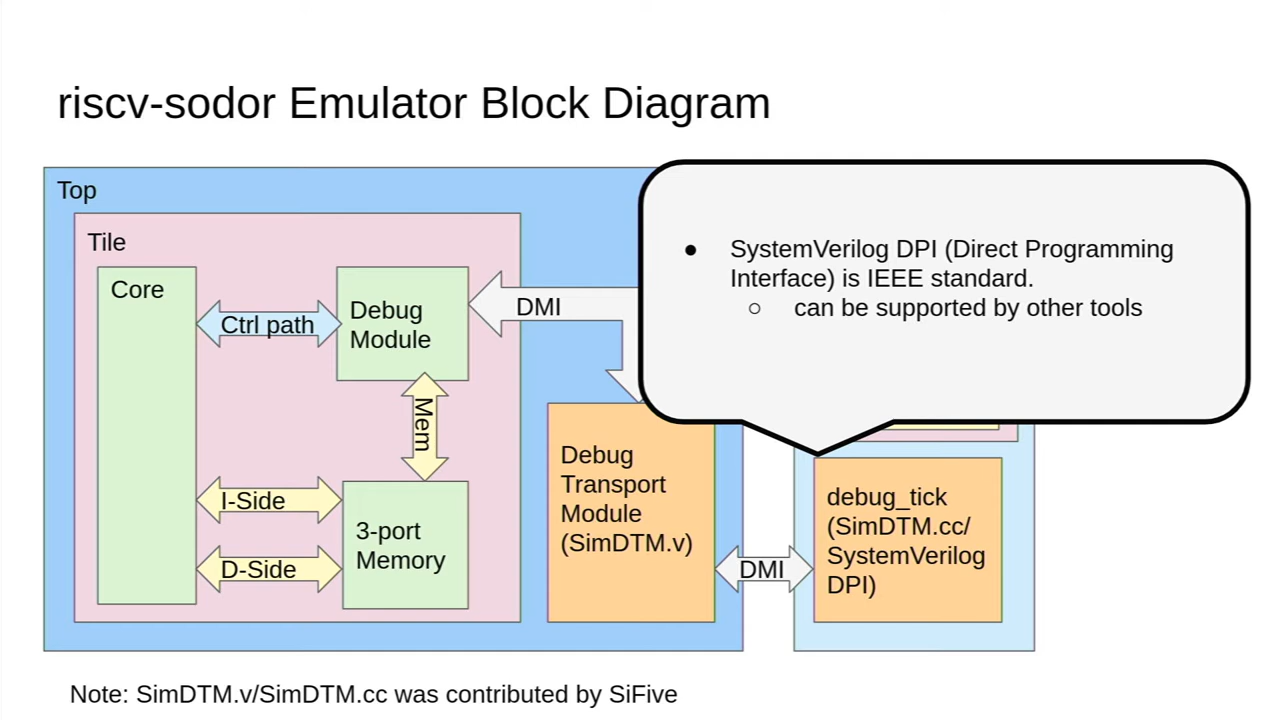 riscv-sodor Emulator Block Diagram
Top
Tile
Core
Ctrl path
Debug
Module
DMI
● SystemVerilog DPI (Direct Programming
Interface) is IEEE standard.
○ can be supported by other tools
Mem
I-Side
D-Side
3-port
Memory
Debug
Transport
Module
(SimDTM.v)
DMI
debug_tick
(SimDTM.cc/
SystemVerilog
DPI)
Note: SimDTM.v/SimDTM.cc was contributed by SiFive